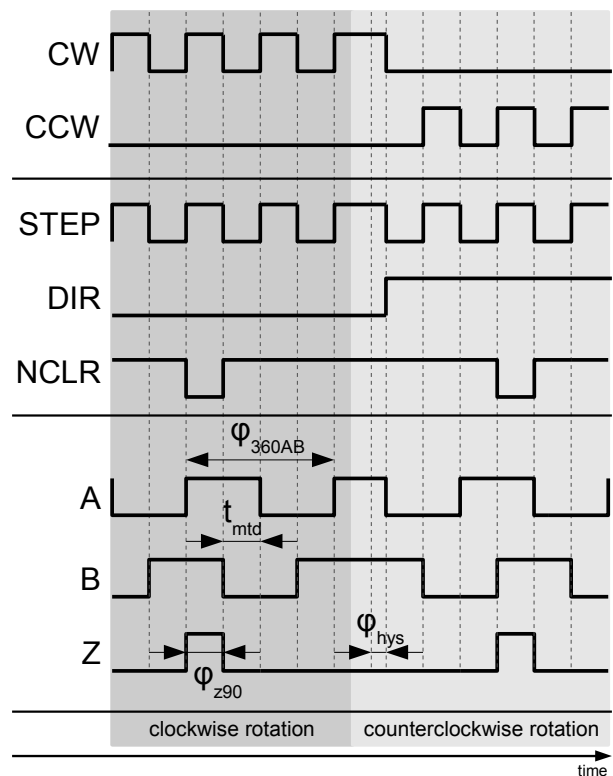 CW
CCW
STEP
DIR
NCLR
φ360AB
A
tmtd
B
φhys
Z
φz90
clockwise rotation
counterclockwise rotation
time